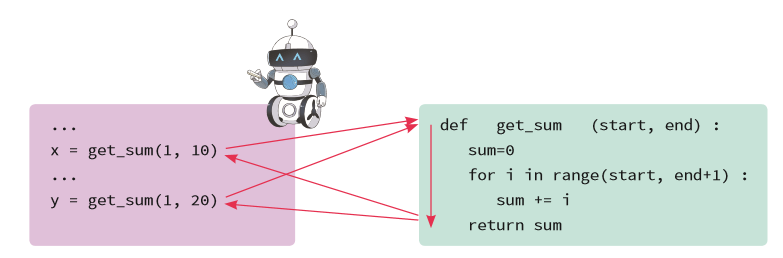 ...
x = get_sum(1, 10)
...
y = get_sum(1, 20)
def get_sum (start, end) :
sum=0
for i in range(start, end+1) :
sum += i
return sum